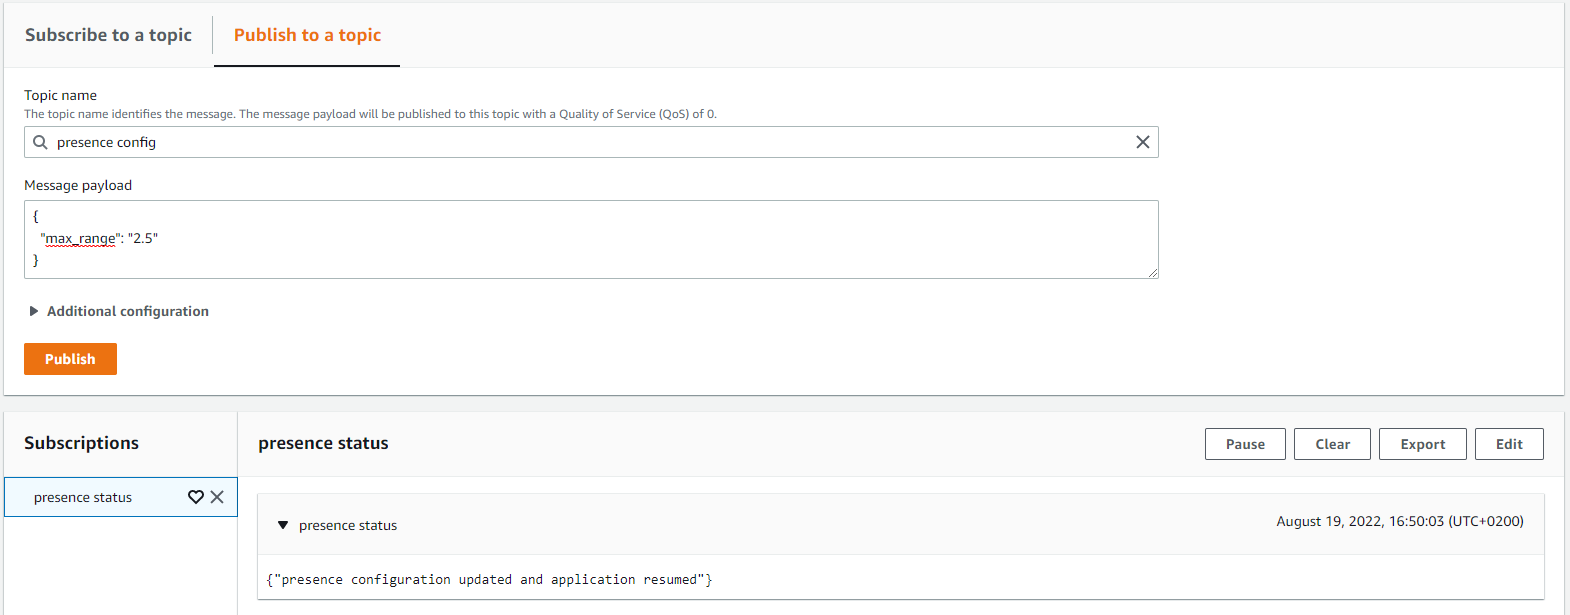 Subscribe to a topic
Publish to a topic
Topic name
The topic name identifies the message. The message payload will be published to this topic with a Quality of Service (QoS) of 0.
presence config
Message payload
{
"max_range": "2.5"
}
Additional configuration
Publish
Subscriptions
presence status
Pause
Clear
Export
Edit
presence status
presence status
August 19, 2022, 16:50:03 (UTC+0200)
{"presence configuration updated and application resumed"}